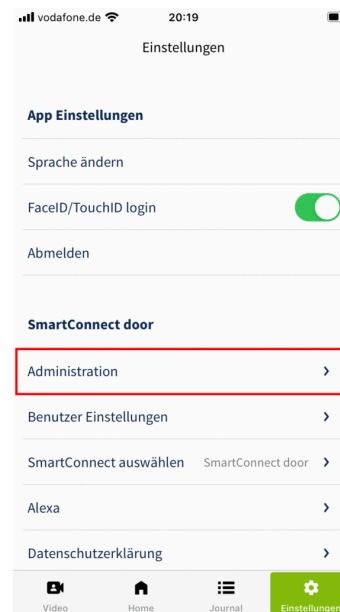 vodafone.de 20:19
Einstellungen
App Einstellungen
Sprache ändern
FaceID/TouchID login
Abmelden
SmartConnect door
Administration
Benutzer Einstellungen
SmartConnect auswählen SmartConnect door
Alexa
Datenschutzerklärung
Video Home Journal Einstellungen